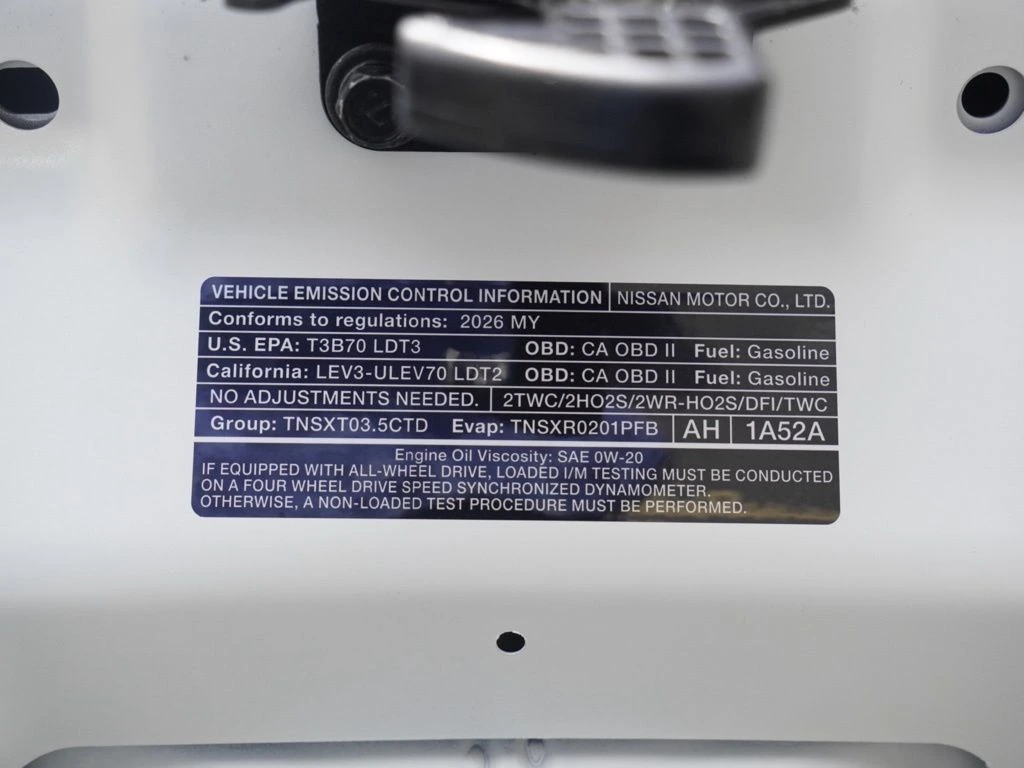 VEHICLE EMISSION CONTROL INFORMATION NISSAN MOTOR CO., LTD.
Conforms to regulations: 2026 MY
U.S. EPA: T3B70 LDT3 OBD: CA OBD II Fuel: Gasoline
California: LEV3-ULEV70 LDT2 OBD: CA OBD II Fuel: Gasoline
NO ADJUSTMENTS NEEDED. 2TWC/2HO2S/2WR-HO2S/DFI/TWC
Group: TNSXT03.5CTD Evap: TNSXR0201PFB AH 1A52A
Engine Oil Viscosity: SAE 0W-20
IF EQUIPPED WITH ALL-WHEEL DRIVE, LOADED I/M TESTING MUST BE CONDUCTED
ON A FOUR WHEEL DRIVE SPEED SYNCHRONIZED DYNAMOMETER.
OTHERWISE, A NON-LOADED TEST PROCEDURE MUST BE PERFORMED.